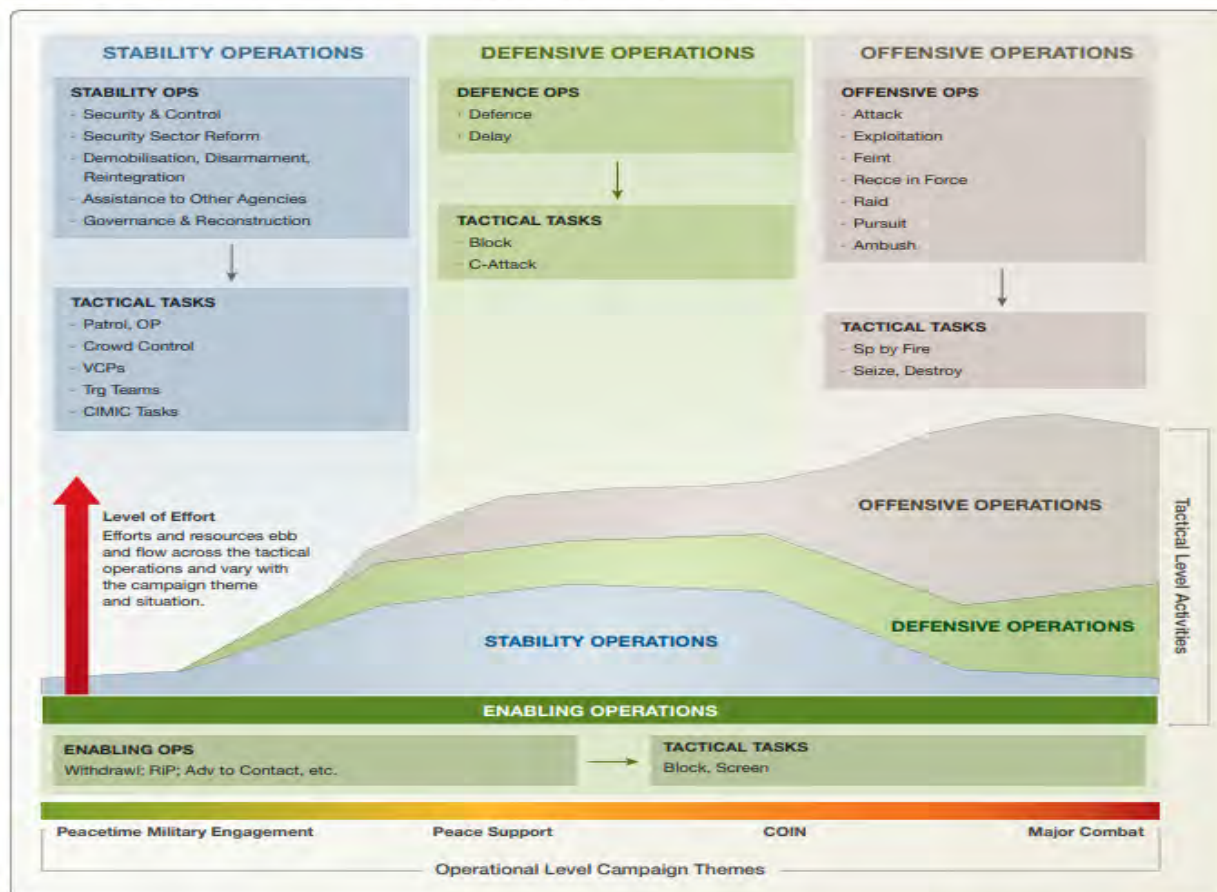 STABILITY OPERATIONS
STABILITY OPS
- Security & Control
- Security Sector Reform
- Demobilisation, Disarmament,
Reintegration
- Assistance to Other Agencies
- Governance & Reconstruction
TACTICAL TASKS
- Patrol, OP
- Crowd Control
- VCPs
- Trg Teams
- CIMIC Tasks
DEFENSIVE OPERATIONS
DEFENCE OPS
- Defence
- Delay
TACTICAL TASKS
- Block
- C-Attack
OFFENSIVE OPERATIONS
OFFENSIVE OPS
- Attack
- Exploitation
- Feint
- Recce in Force
- Raid
- Pursuit
- Ambush
TACTICAL TASKS
- Sp by Fire
- Seize, Destroy
Level of Effort
Efforts and resources ebb
and flow across the tactical
operations and vary with
the campaign theme
and situation.
OFFENSIVE OPERATIONS
DEFENSIVE OPERATIONS
STABILITY OPERATIONS
Tactical Level Activities
ENABLING OPERATIONS
ENABLING OPS
Withdrawl; RiP; Adv to Contact, etc.
TACTICAL TASKS
Block, Screen
Peacetime Military Engagement
Peace Support
COIN
Major Combat
Operational Level Campaign Themes